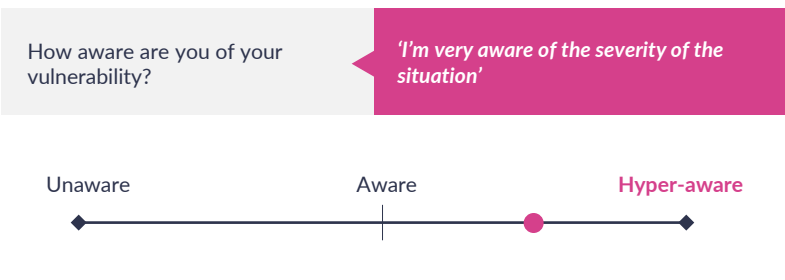 How aware are you of your
vulnerability?
‘I’m very aware of the severity of the
situation’
Unaware
Aware
Hyper-aware